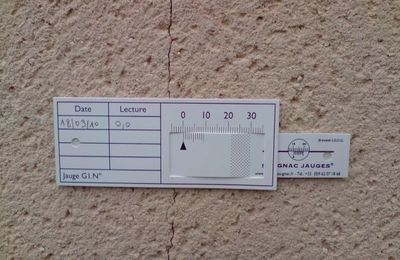 Date Lecture
18/09/10 0,0
Jauge G1.N°
0 10 20 30
GNAC JAUGES®